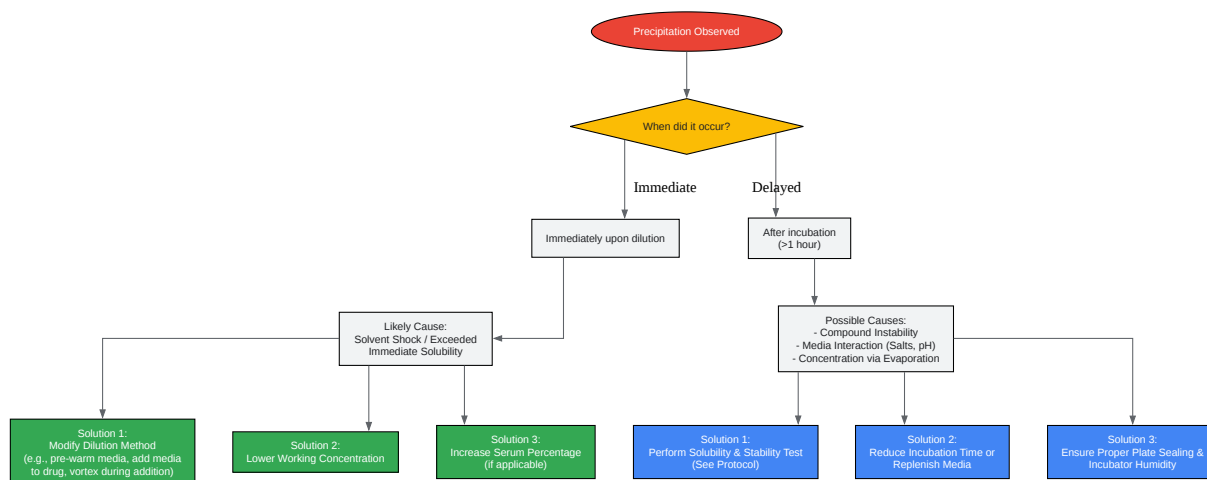 Precipitation Observed
When did it occur?
Immediate
Delayed
Immediately upon dilution
After incubation
(>1 hour)
Likely Cause:
Solvent Shock / Exceeded
Immediate Solubility
Possible Causes:
- Compound Instability
- Media Interaction (Salts, pH)
- Concentration via Evaporation
Solution 1:
Modify Dilution Method
(e.g., pre-warm media, add media
to drug, vortex during addition)
Solution 2:
Lower Working Concentration
Solution 3:
Increase Serum Percentage
(if applicable)
Solution 1:
Perform Solubility & Stability Test
(See Protocol)
Solution 2:
Reduce Incubation Time or
Replenish Media
Solution 3:
Ensure Proper Plate Sealing &
Incubator Humidity